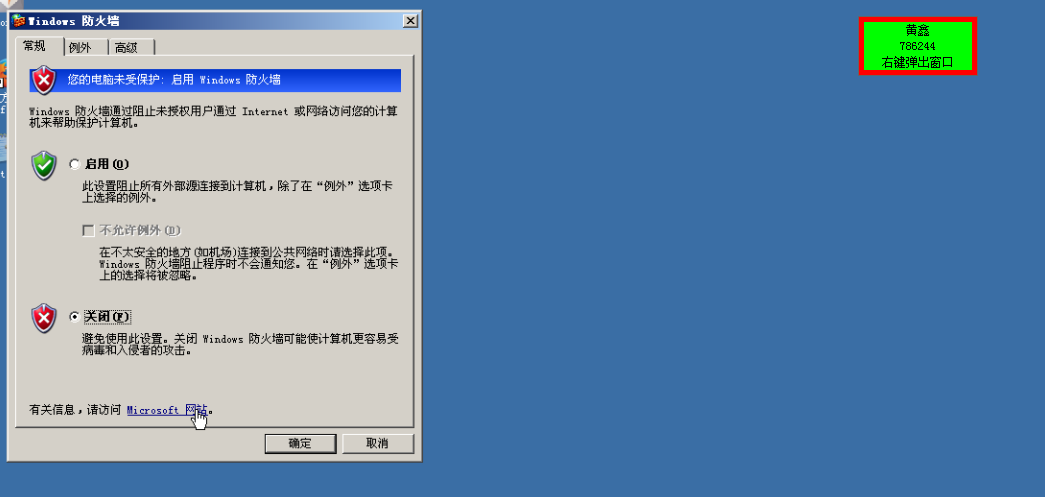 Windows 防火墙
常规
例外
高级
您的电脑未受保护: 启用 Windows 防火墙
Windows 防火墙通过阻止未授权用户通过 Internet 或网络访问您的计算
机来帮助保护计算机。
启用(O)
此设置阻止所有外部源连接到计算机，除了在“例外”选项卡
上选择的例外。
不允许例外(D)
在不太安全的地方(如机场)连接到公共网络时请选择此项。
Windows 防火墙阻止程序时不会通知您。在“例外”选项卡
上的选择将被忽略。
关闭(F)
避免使用此设置。关闭 Windows 防火墙可能使计算机更容易受
病毒和入侵者的攻击。
有关信息，请访问 Microsoft 网站。
确定
取消
黄鑫
786244
右键弹出窗口